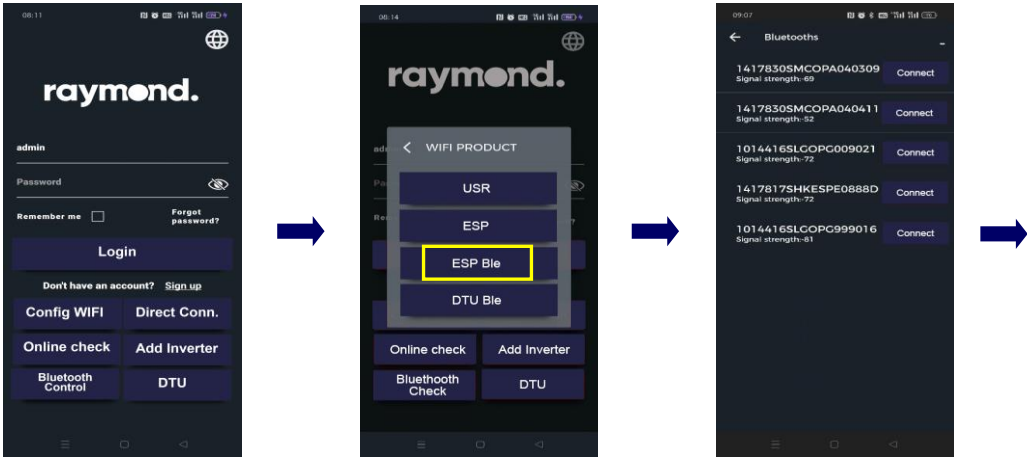 08:11
raymond.
admin
Password
Remember me
Forgot
password?
Login
Don't have an account? Sign up
Config WIFI
Direct Conn.
Online check
Add Inverter
Bluetooth
Control
DTU
08:14
raymond.
WIFI PRODUCT
USR
ESP
ESP Ble
DTU Ble
Online check
Add Inverter
Bluethooth
Check
DTU
09:07
Bluetooths
1417830SMCOPA040309
Signal strength:-69
Connect
1417830SMCOPA040411
Signal strength:-52
Connect
1014416SLGOPG009021
Signal strength:-72
Connect
1417817SHKESPE0888D
Signal strength:-72
Connect
1014416SLGOPG999016
Signal strength:-81
Connect